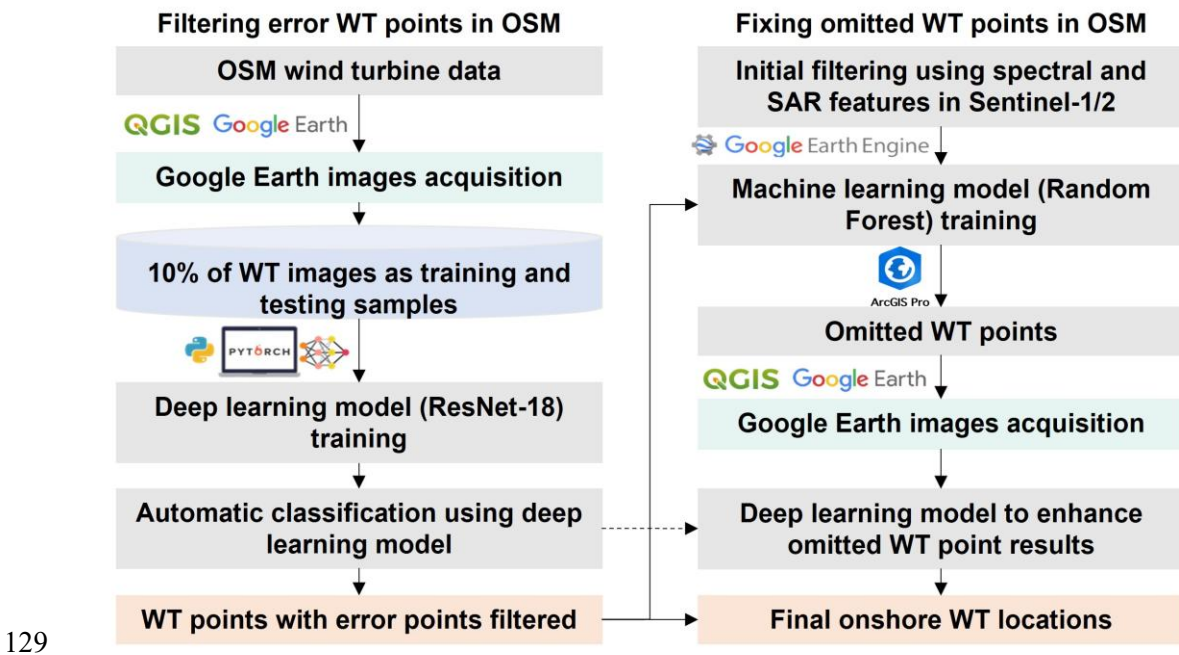 Filtering error WT points in OSM
OSM wind turbine data
QGIS Google Earth
Google Earth images acquisition
10% of WT images as training and
testing samples
PYTORCH
Deep learning model (ResNet-18)
training
Automatic classification using deep
learning model
WT points with error points filtered
129
Fixing omitted WT points in OSM
Initial filtering using spectral and
SAR features in Sentinel-1/2
Google Earth Engine
Machine learning model (Random
Forest) training
ArcGIS Pro
Omitted WT points
QGIS Google Earth
Google Earth images acquisition
Deep learning model to enhance
omitted WT point results
Final onshore WT locations